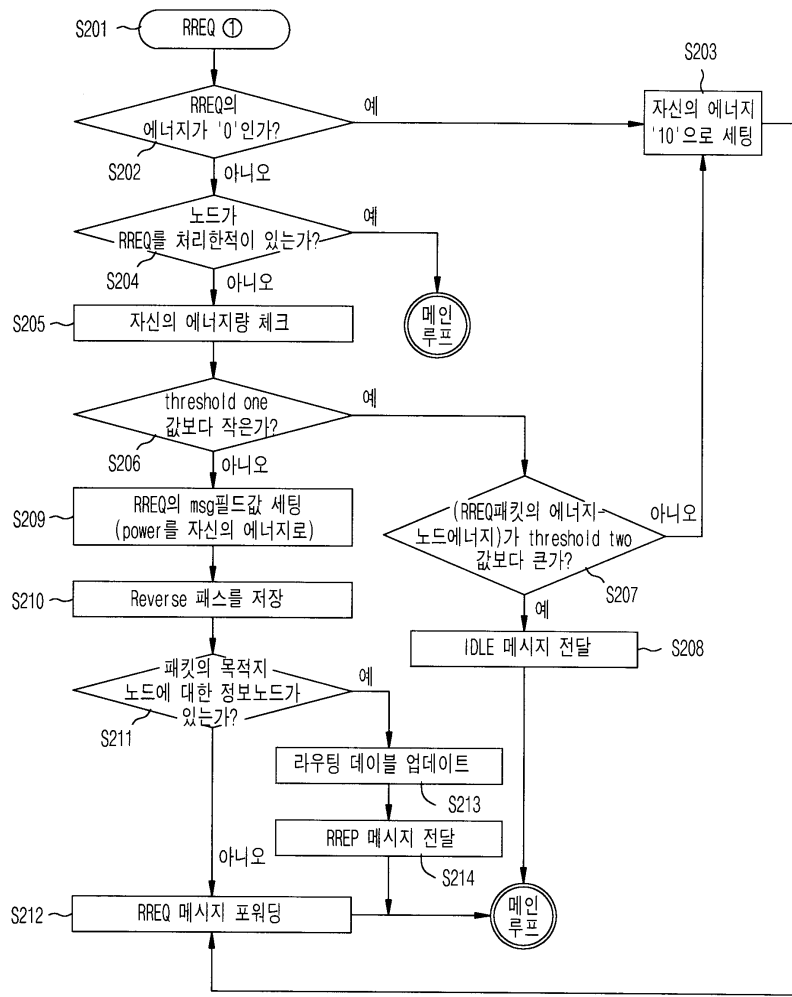 S201
RREQ ①
S203
RREQ의
에너지가 '0'인가?
예
자신의 에너지
'10'으로 세팅
S202
아니오
노드가
RREQ를 처리한적이 있는가?
예
S204
아니오
메인
루프
S205
자신의 에너지량 체크
threshold one
값보다 작은가?
예
S206
아니오
S209
RREQ의 msg필드값 세팅
(power를 자신의 에너지로)
(RREQ패킷의 에너지-
노드에너지)가 threshold two
값보다 큰가?
아니오
S207
예
S210
Reverse 패스를 저장
IDLE 메시지 전달
S208
패킷의 목적지
노드에 대한 정보노드가
있는가?
예
S211
라우팅 데이블 업데이트
S213
RREP 메시지 전달
S214
아니오
S212
RREQ 메시지 포워딩
메인
루프